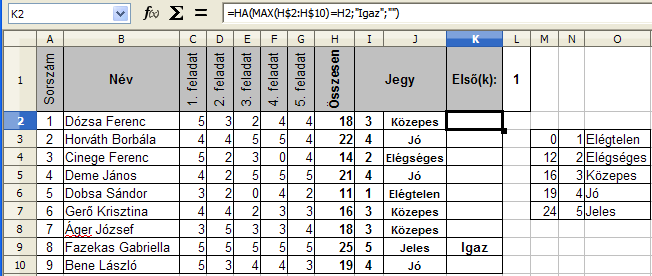 K2 f(x) Σ = =HA(MAX(H$2:H$10)=H2;"Igaz";"")
A B C D E F G H I J K L M N O
1 Sorszám Név 1. feladat 2. feladat 3. feladat 4. feladat 5. feladat Összesen Jegy Első(k): 1
2 1 Dózsa Ferenc 5 3 2 4 4 18 3 Közepes
3 2 Horváth Borbála 4 4 5 5 4 22 4 Jó 0 1 Elégtelen
4 3 Cinege Ferenc 5 2 3 0 4 14 2 Elégséges 12 2 Elégséges
5 4 Deme János 4 2 5 5 5 21 4 Jó 16 3 Közepes
6 5 Dobsa Sándor 3 2 0 4 2 11 1 Elégtelen 19 4 Jó
7 6 Gerő Krisztina 4 4 2 3 3 16 3 Közepes 24 5 Jeles
8 7 Áger József 3 5 3 3 4 18 3 Közepes
9 8 Fazekas Gabriella 5 5 5 5 5 25 5 Jeles Igaz
10 9 Bene László 5 3 4 4 3 19 4 Jó